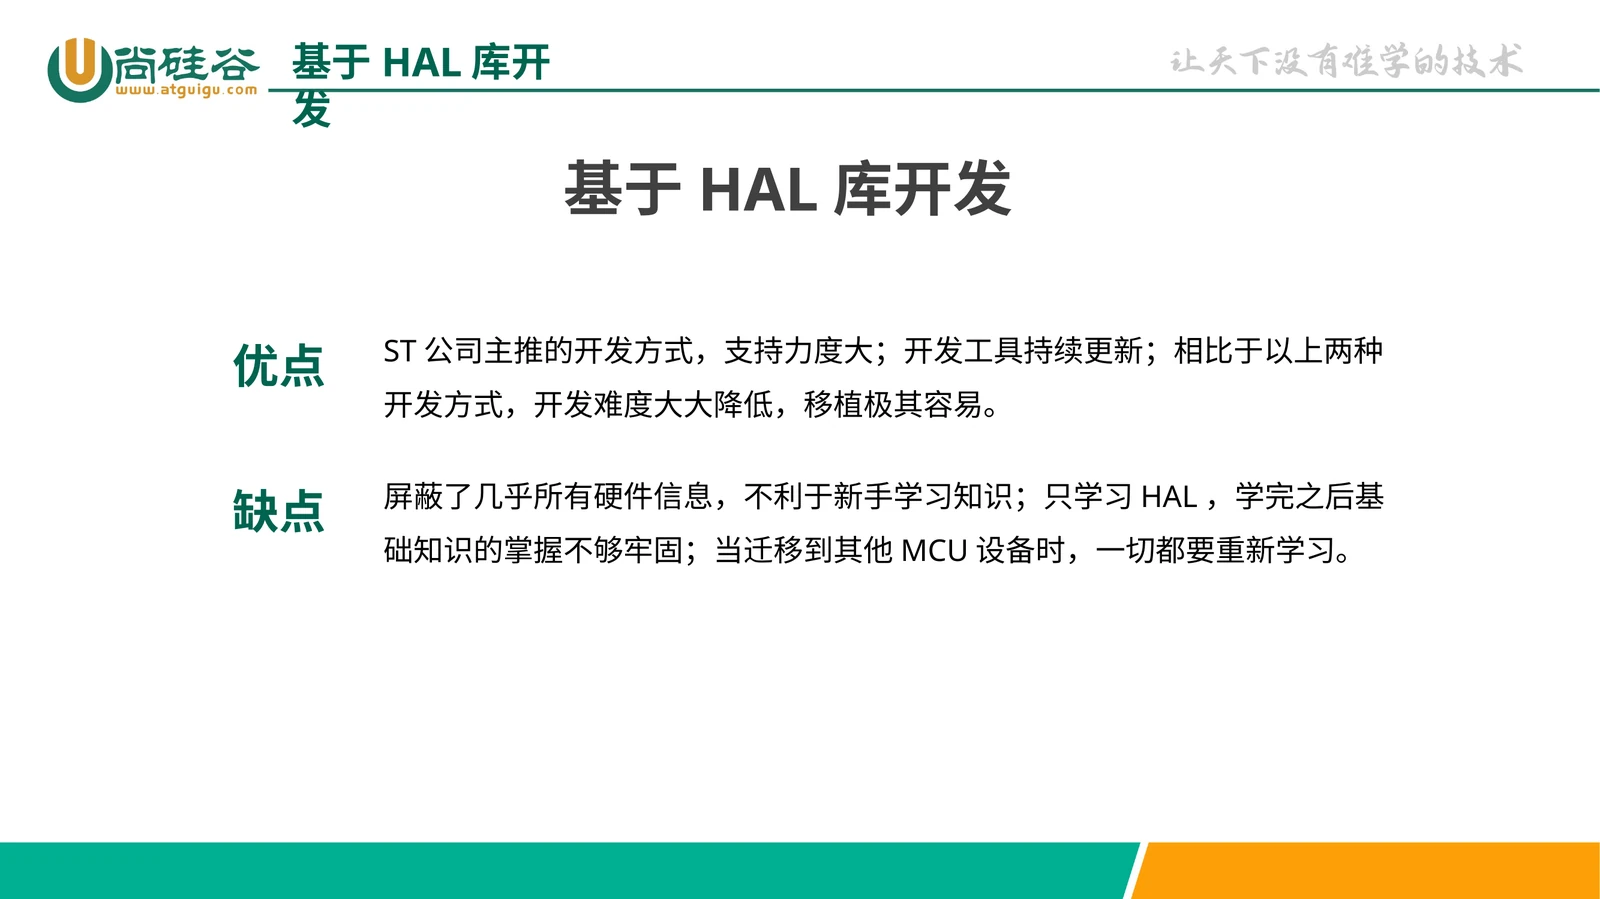 尚硅谷
www.atguigu.com
基于 HAL 库开
发
让天下没有难学的技术
基于 HAL 库开发
优点
ST 公司主推的开发方式，支持力度大；开发工具持续更新；相比于以上两种
开发方式，开发难度大大降低，移植极其容易。
缺点
屏蔽了几乎所有硬件信息，不利于新手学习知识；只学习 HAL ，学完之后基
础知识的掌握不够牢固；当迁移到其他 MCU 设备时，一切都要重新学习。